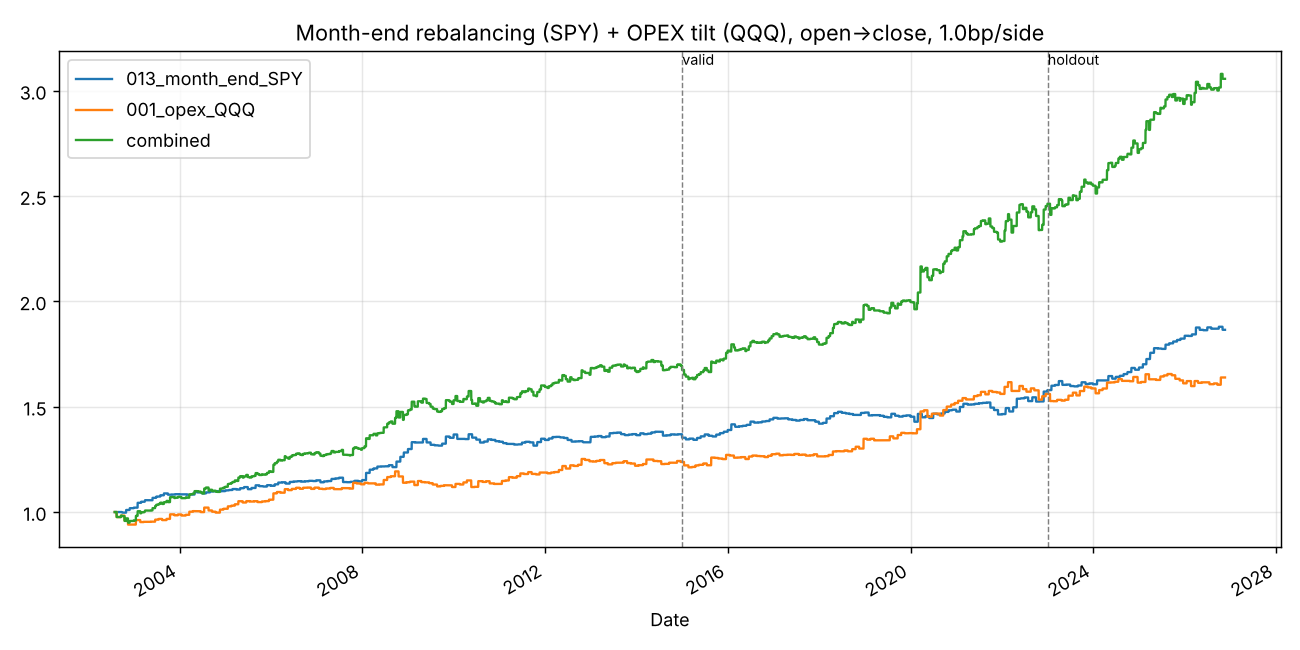 Month-end rebalancing (SPY) + OPEX tilt (QQQ), open→close, 1.0bp/side
valid
holdout
013_month_end_SPY
001_opex_QQQ
combined
3.0
2.5
2.0
1.5
1.0
2004
2008
2012
2016
2020
2024
2028
Date